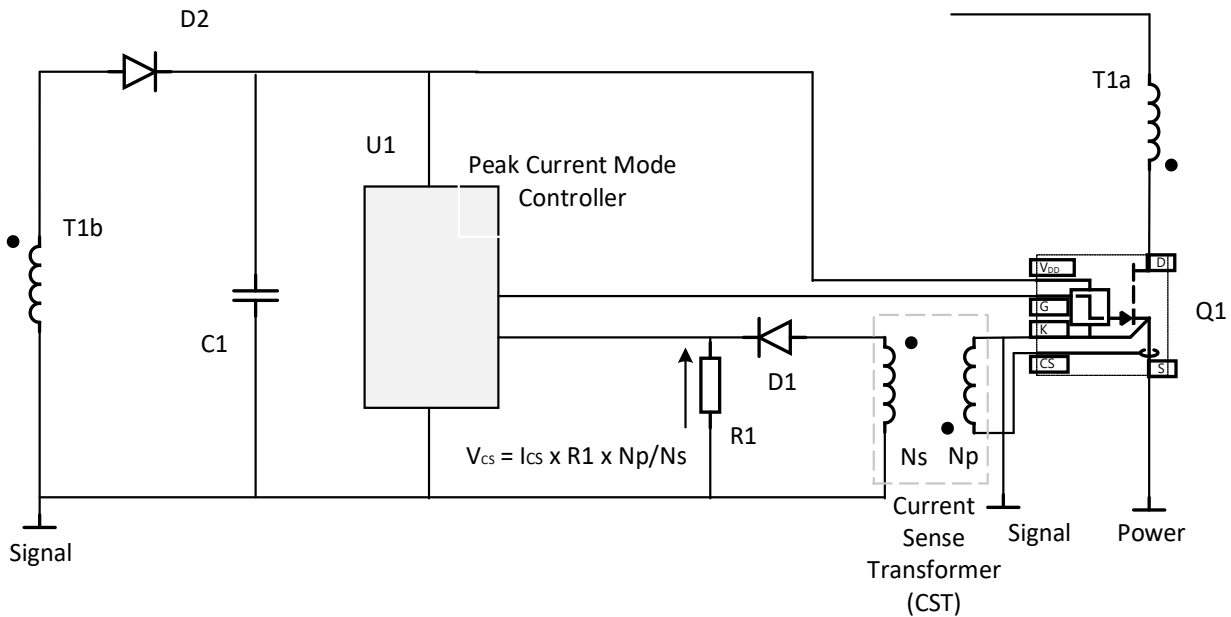 D2
T1a
U1
Peak Current Mode
Controller
T1b
VDD
D
G
Q1
K
C1
CS
S
D1
R1
VCS = ICS x R1 x Np/Ns
Ns
Np
Current
Sense
Transformer
(CST)
Signal
Power
Signal